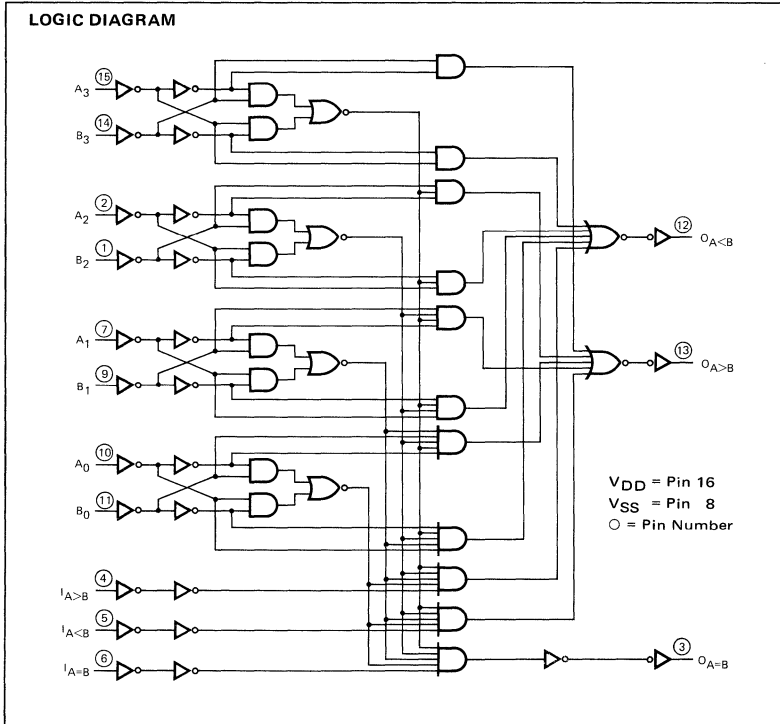 LOGIC DIAGRAM
A3 15
B3 14
A2 2
B2 1
12 OA<B
A1 7
B1 9
13 OA>B
A0 10
B0 11
VDD = Pin 16
VSS = Pin 8
○ = Pin Number
IA>B 4
IA<B 5
IA=B 6
3 OA=B